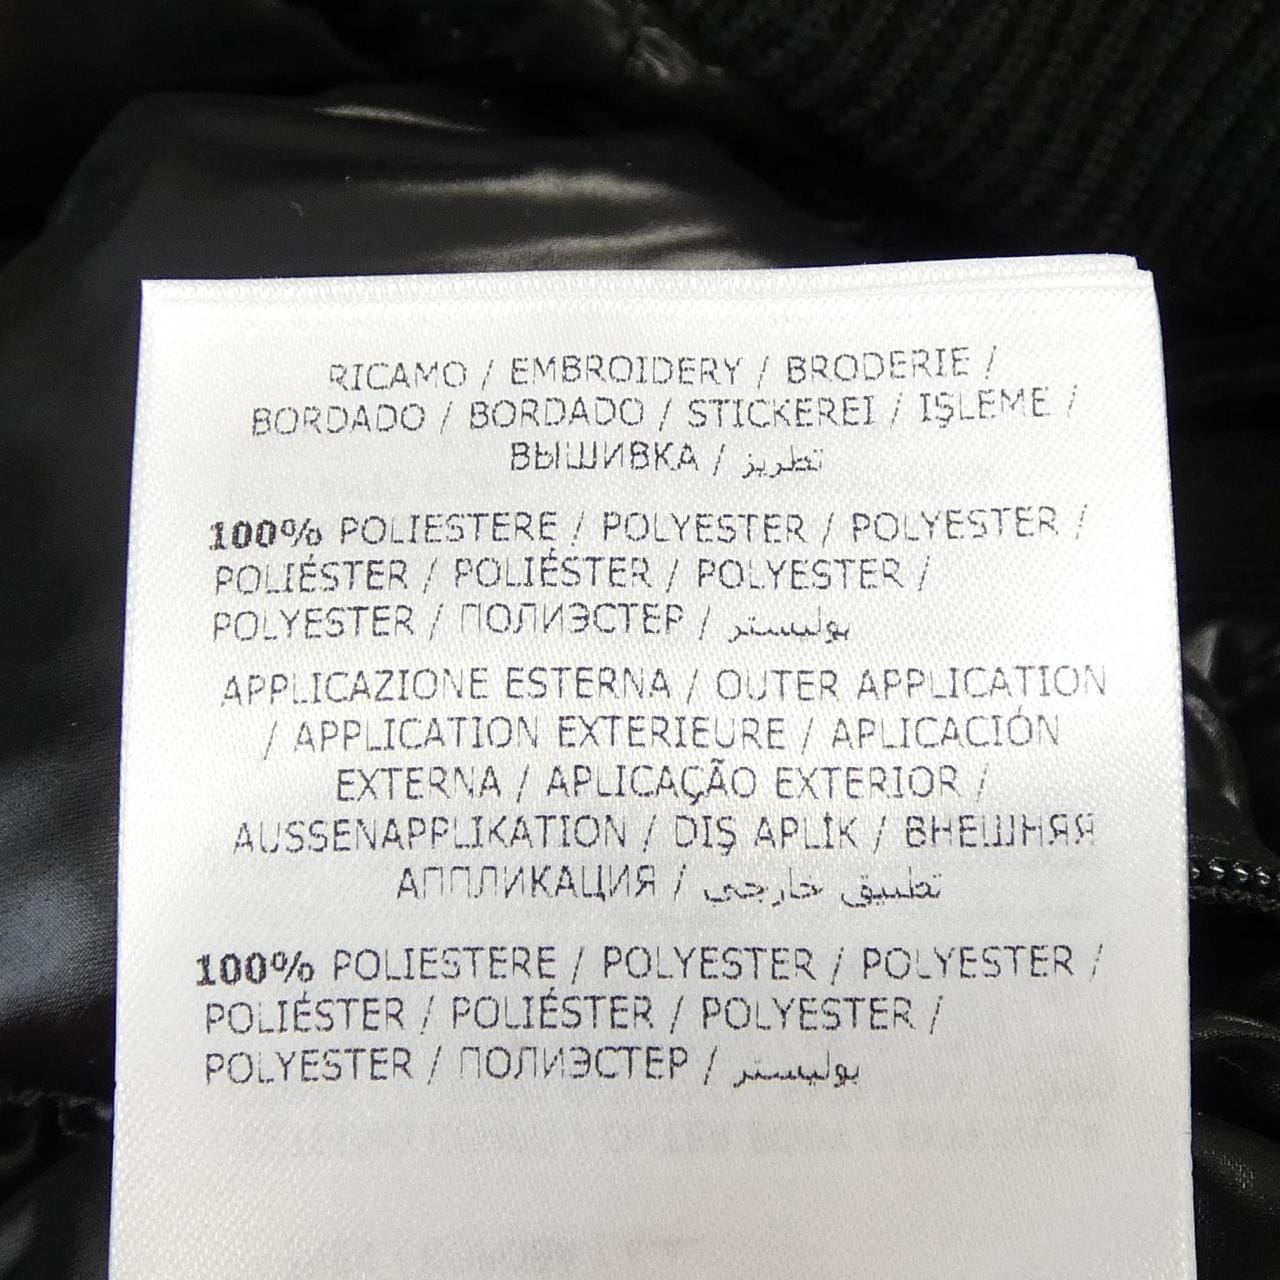 RICAMO / EMBROIDERY / BRODERIE /
BORDADO / BORDADO / STICKEREI / IŞLEME /
ВЫШИВКА / تطريز
100% POLIESTERE / POLYESTER / POLYESTER /
POLIÉSTER / POLIÉSTER / POLYESTER /
POLYESTER / ПОЛИЭСТЕР / بوليستر
APPLICAZIONE ESTERNA / OUTER APPLICATION
/ APPLICATION EXTERIEURE / APLICACIÓN
EXTERNA / APLICAÇÃO EXTERIOR /
AUSSENAPPLIKATION / DIŞ APLİK / ВНЕШНЯЯ
АППЛИКАЦИЯ / تطبيق خارجى
100% POLIESTERE / POLYESTER / POLYESTER /
POLIÉSTER / POLIÉSTER / POLYESTER /
POLYESTER / ПОЛИЭСТЕР / بوليستر